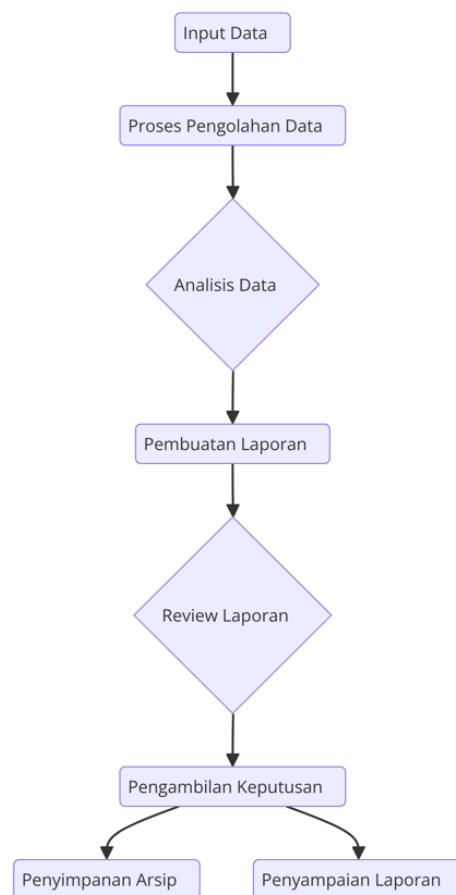 Input Data
Proses Pengolahan Data
Analisis Data
Pembuatan Laporan
Review Laporan
Pengambilan Keputusan
Penyimpanan Arsip
Penyampaian Laporan